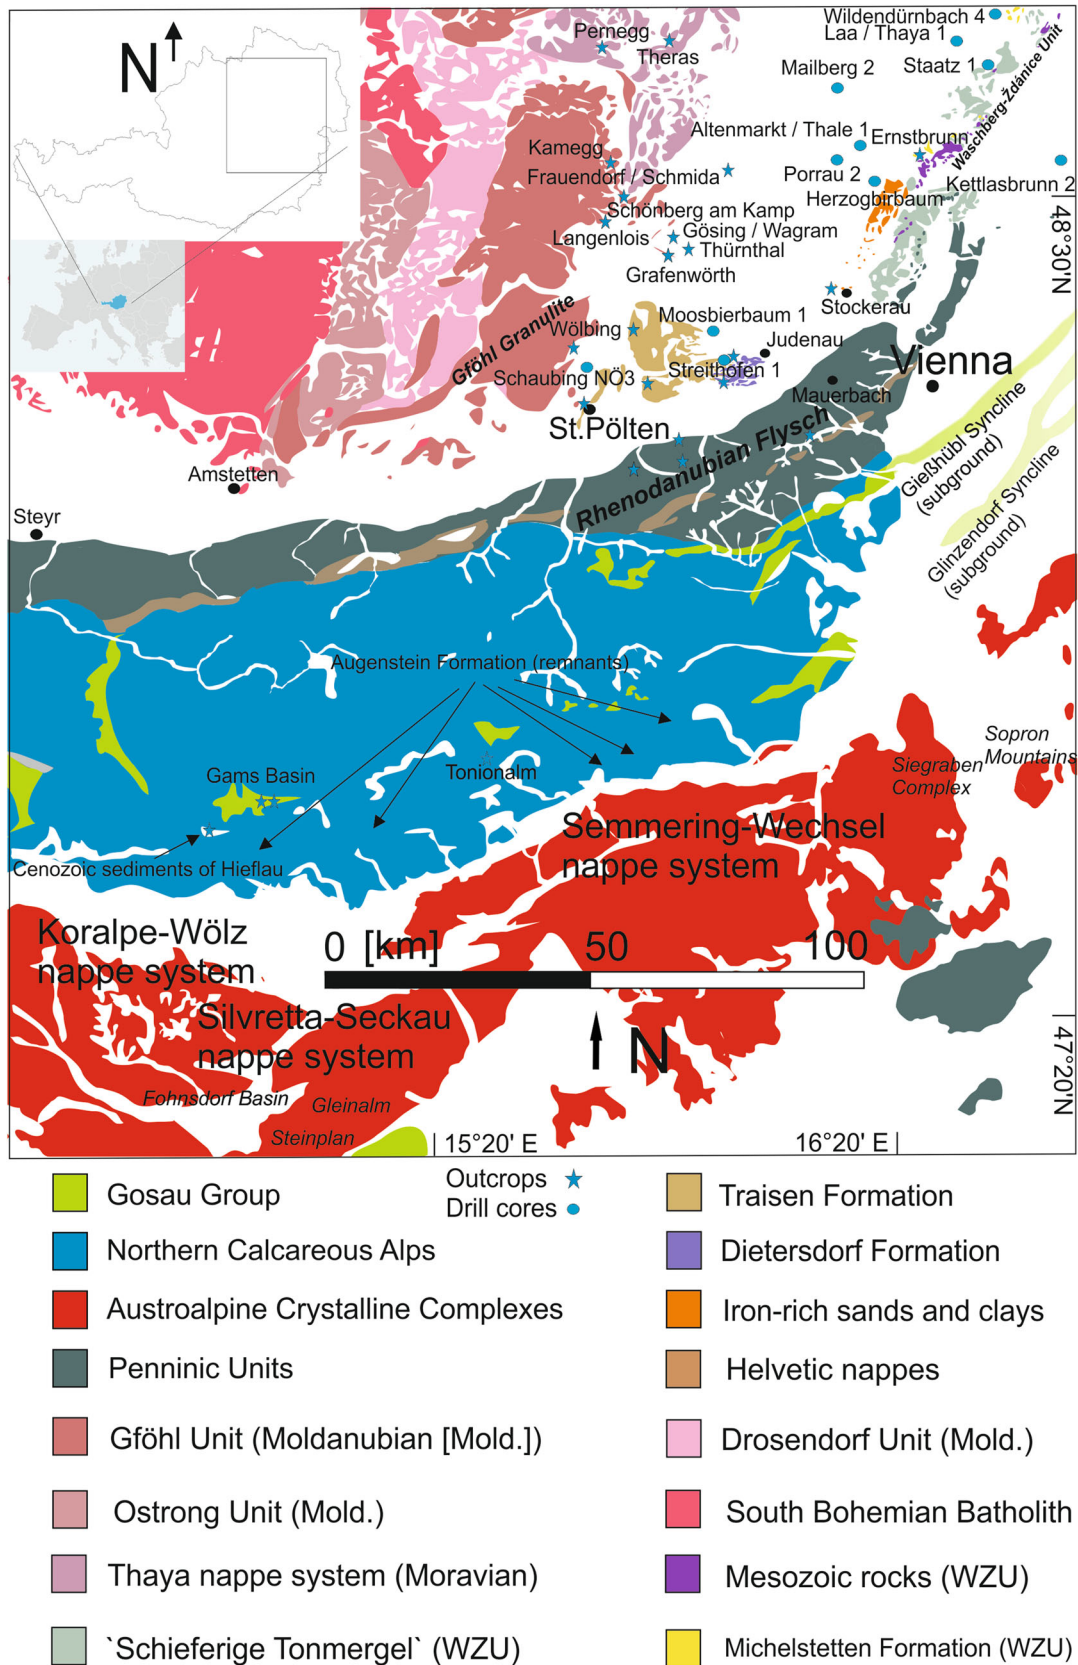 N
Pernegg
Theras
Wildendürnbach 4
Laa / Thaya 1
Mailberg 2
Staatz 1
Waschberg-Ždánice Unit
Altenmarkt / Thale 1
Ernstbrunn
Kamegg
Frauendorf / Schmida
Porrau 2
Kettlasbrunn 2
Herzogbirbaum
Schönberg am Kamp
Langenlois
Gösing / Wagram
Thürnthal
Grafenwörth
48°30'N
Stockerau
Gföhl Granulite
Wölbing
Moosbierbaum 1
Judenau
Schaubing NÖ3
Streithofen 1
Vienna
Mauerbach
St.Pölten
Rhenodanubian Flysch
Gießhübl Syncline
(subground)
Glinzendorf Syncline
(subground)
Amstetten
Steyr
Augenstein Formation (remnants)
Gams Basin
Tonionalm
Sopron
Mountains
Siegraben
Complex
Cenozoic sediments of Hieflau
Semmering-Wechsel
nappe system
Koralpe-Wölz
nappe system
0 [km] 50 100
Silvretta-Seckau
nappe system
N
47°20'N
Fohnsdorf Basin
Gleinalm
Steinplan
15°20' E
16°20' E
Outcrops
Drill cores
Gosau Group
Northern Calcareous Alps
Austroalpine Crystalline Complexes
Penninic Units
Gföhl Unit (Moldanubian [Mold.])
Ostrong Unit (Mold.)
Thaya nappe system (Moravian)
`Schieferige Tonmergel` (WZU)
Traisen Formation
Dietersdorf Formation
Iron-rich sands and clays
Helvetic nappes
Drosendorf Unit (Mold.)
South Bohemian Batholith
Mesozoic rocks (WZU)
Michelstetten Formation (WZU)